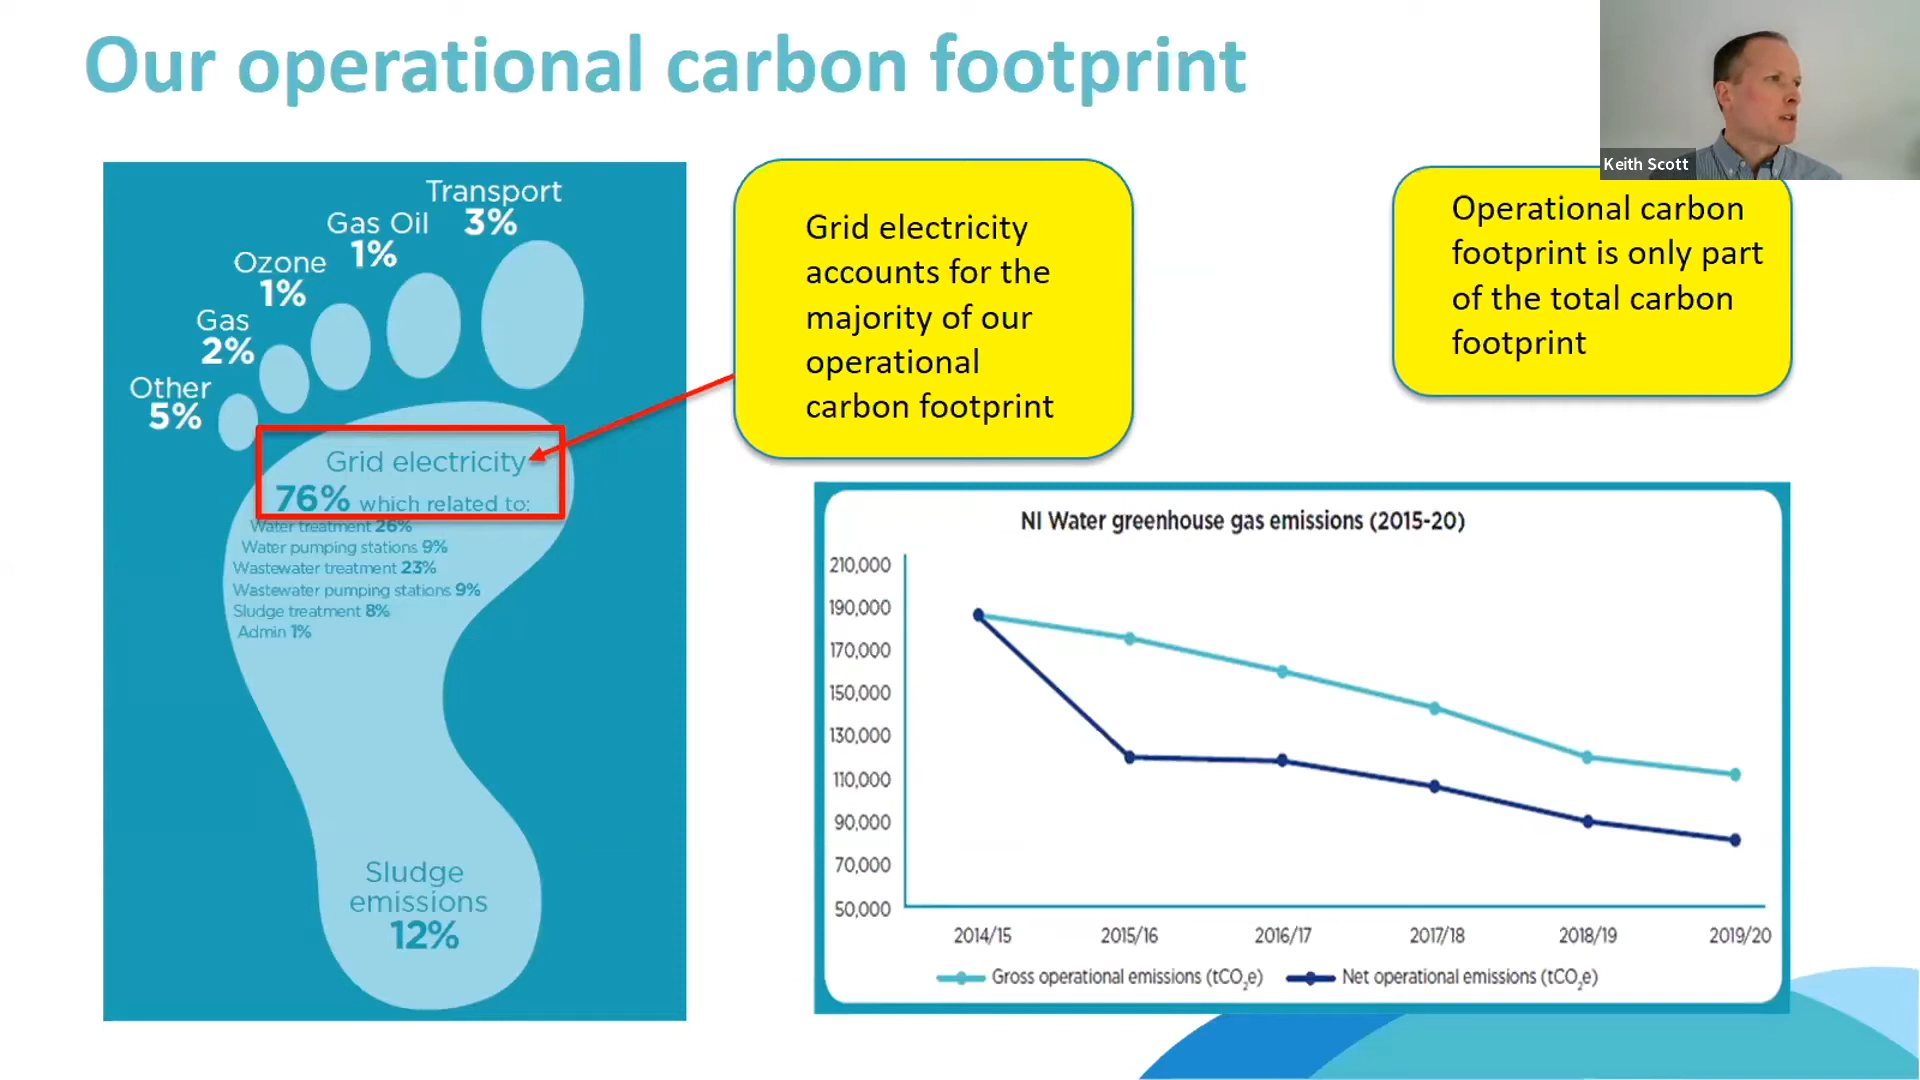 Our operational carbon footprint
Keith Scott
Transport
3%
Gas Oil
1%
Ozone
1%
Gas
2%
Other
5%
Grid electricity
76% which related to:
Water treatment 26%
Water pumping stations 9%
Wastewater treatment 23%
Wastewater pumping stations 9%
Sludge treatment 8%
Admin 1%
Sludge
emissions
12%
Grid electricity
accounts for the
majority of our
operational
carbon footprint
Operational carbon
footprint is only part
of the total carbon
footprint
NI Water greenhouse gas emissions (2015-20)
210,000
190,000
170,000
150,000
130,000
110,000
90,000
70,000
50,000
2014/15 2015/16 2016/17 2017/18 2018/19 2019/20
Gross operational emissions (tCO₂e) Net operational emissions (tCO₂e)